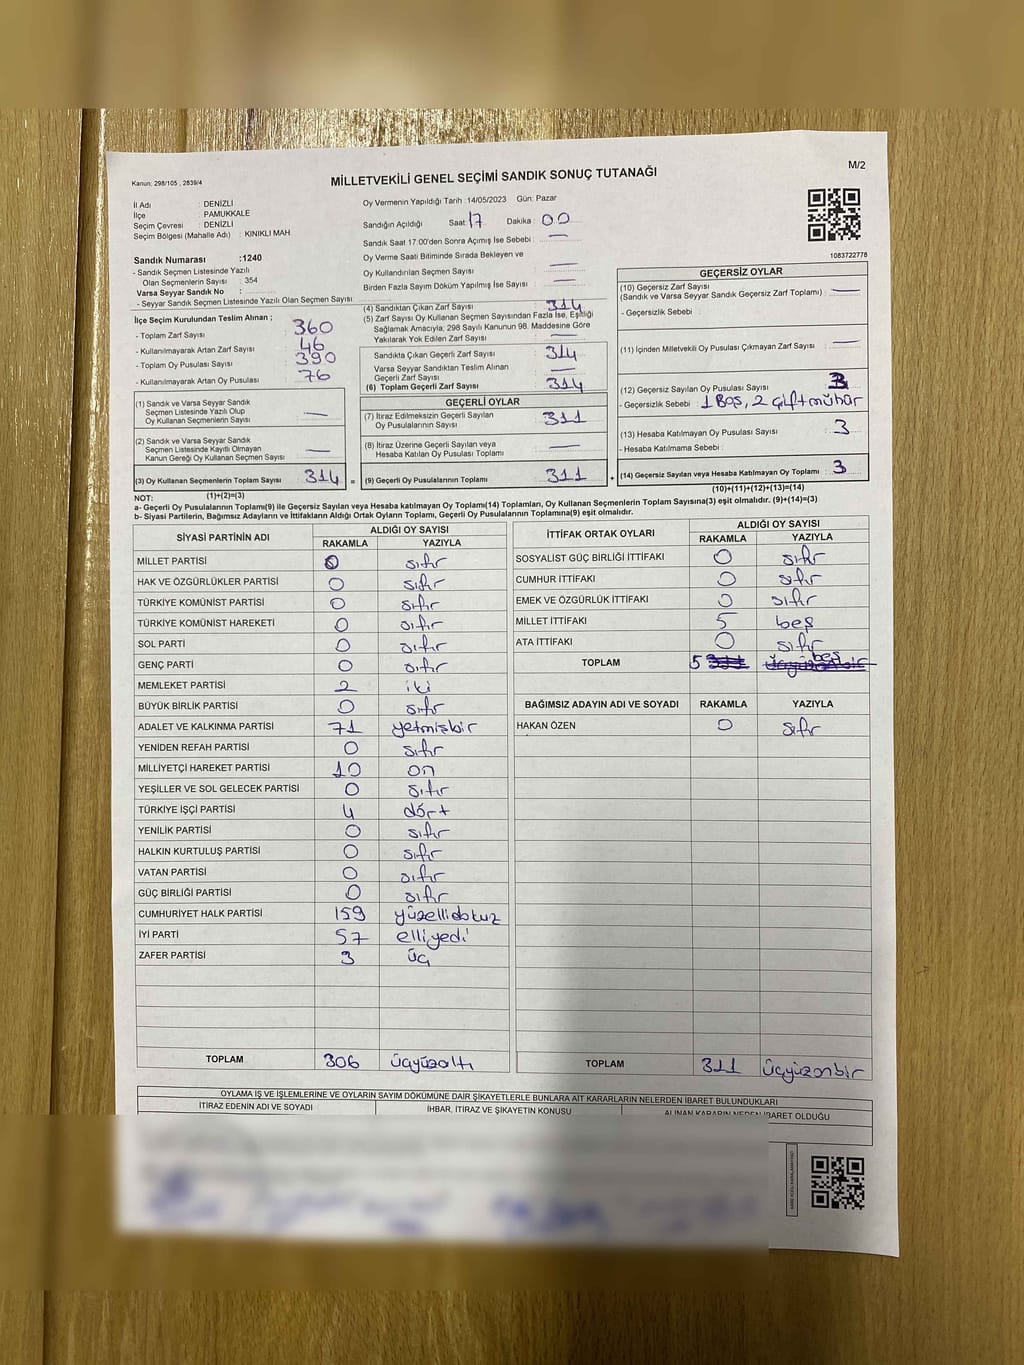 M/2
Kanun: 298/105 , 2839/4
MİLLETVEKİLİ GENEL SEÇİMİ SANDIK SONUÇ TUTANAĞI
İl Adı : DENİZLİ
İlçe : PAMUKKALE
Seçim Çevresi : DENİZLİ
Seçim Bölgesi (Mahalle Adı) : KINIKLI MAH.
Sandık Numarası :1240
- Sandık Seçmen Listesinde Yazılı
Olan Seçmenlerin Sayısı : 354
Varsa Seyyar Sandık No :
- Seyyar Sandık Seçmen Listesinde Yazılı Olan Seçmen Sayısı
Oy Vermenin Yapıldığı Tarih :14/05/2023 Gün: Pazar
Sandığın Açıldığı Saat : 17 Dakika : 00
Sandık Saat 17:00'den Sonra Açımış İse Sebebi : —
Oy Verme Saati Bitiminde Sırada Bekleyen ve
Oy Kullandırılan Seçmen Sayısı —
Birden Fazla Sayım Döküm Yapılmış İse Sayısı : —
1083722778
İlçe Seçim Kurulundan Teslim Alınan ;
- Toplam Zarf Sayısı : 360
- Kullanılmayarak Artan Zarf Sayısı : 46
- Toplam Oy Pusulası Sayısı : 390
- Kullanılmayarak Artan Oy Pusulası : 76
(1) Sandık ve Varsa Seyyar Sandık
Seçmen Listesinde Yazılı Olup
Oy Kullanan Seçmenlerin Sayısı —
(2) Sandık ve Varsa Seyyar Sandık
Seçmen Listesinde Kayıtlı Olmayan
Kanun Gereği Oy Kullanan Seçmen Sayısı —
(3) Oy Kullanan Seçmenlerin Toplam Sayısı 314 =
(1)+(2)=(3)
(4) Sandıktan Çıkan Zarf Sayısı : 314
(5) Zarf Sayısı Oy Kullanan Seçmen Sayısından Fazla İse, Eşitliği
Sağlamak Amacıyla; 298 Sayılı Kanunun 98. Maddesine Göre
Yakılarak Yok Edilen Zarf Sayısı : —
Sandıkta Çıkan Geçerli Zarf Sayısı : 314
Varsa Seyyar Sandıktan Teslim Alınan
Geçerli Zarf Sayısı —
(6) Toplam Geçerli Zarf Sayısı : 314
GEÇERLİ OYLAR
(7) İtiraz Edilmeksizin Geçerli Sayılan
Oy Pusulalarının Sayısı : 311
(8) İtiraz Üzerine Geçerli Sayılan veya
Hesaba Katılan Oy Pusulası Toplamı —
(9) Geçerli Oy Pusulalarının Toplamı : 311 +
GEÇERSİZ OYLAR
(10) Geçersiz Zarf Sayısı
(Sandık ve Varsa Seyyar Sandık Geçersiz Zarf Toplamı) : —
- Geçersizlik Sebebi :
(11) İçinden Milletvekili Oy Pusulası Çıkmayan Zarf Sayısı : —
(12) Geçersiz Sayılan Oy Pusulası Sayısı : 3
- Geçersizlik Sebebi : 1 Boş, 2 çift mühür
(13) Hesaba Katılmayan Oy Pusulası Sayısı : 3
- Hesaba Katılmama Sebebi :
(14) Geçersiz Sayılan veya Hesaba Katılmayan Oy Toplamı : 3
(10)+(11)+(12)+(13)=(14)
NOT:
a- Geçerli Oy Pusulalarının Toplamı(9) ile Geçersiz Sayılan veya Hesaba katılmayan Oy Toplamı(14) Toplamları, Oy Kullanan Seçmenlerin Toplam Sayısına(3) eşit olmalıdır. (9)+(14)=(3)
b- Siyasi Partilerin, Bağımsız Adayların ve İttifakların Aldığı Ortak Oyların Toplamı, Geçerli Oy Pusulalarının Toplamına(9) eşit olmalıdır.
SİYASİ PARTİNİN ADI ALDIĞI OY SAYISI
RAKAMLA YAZIYLA
MİLLET PARTİSİ 0 sıfır
HAK VE ÖZGÜRLÜKLER PARTİSİ 0 sıfır
TÜRKİYE KOMÜNİST PARTİSİ 0 sıfır
TÜRKİYE KOMÜNİST HAREKETİ 0 sıfır
SOL PARTİ 0 sıfır
GENÇ PARTİ 0 sıfır
MEMLEKET PARTİSİ 2 iki
BÜYÜK BİRLİK PARTİSİ 0 sıfır
ADALET VE KALKINMA PARTİSİ 71 yetmişbir
YENİDEN REFAH PARTİSİ 0 sıfır
MİLLİYETÇİ HAREKET PARTİSİ 10 on
YEŞİLLER VE SOL GELECEK PARTİSİ 0 sıfır
TÜRKİYE İŞÇİ PARTİSİ 4 dört
YENİLİK PARTİSİ 0 sıfır
HALKIN KURTULUŞ PARTİSİ 0 sıfır
VATAN PARTİSİ 0 sıfır
GÜÇ BİRLİĞİ PARTİSİ 0 sıfır
CUMHURİYET HALK PARTİSİ 159 yüzellidokuz
İYİ PARTİ 57 elliyedi
ZAFER PARTİSİ 3 üç
TOPLAM 306 üçyüzaltı
İTTİFAK ORTAK OYLARI ALDIĞI OY SAYISI
RAKAMLA YAZIYLA
SOSYALİST GÜÇ BİRLİĞİ İTTİFAKI 0 sıfır
CUMHUR İTTİFAKI 0 sıfır
EMEK VE ÖZGÜRLÜK İTTİFAKI 0 sıfır
MİLLET İTTİFAKI 5 beş
ATA İTTİFAKI 0 sıfır
TOPLAM 5 311 üçyüzonbir beş
BAĞIMSIZ ADAYIN ADI VE SOYADI RAKAMLA YAZIYLA
HAKAN ÖZEN 0 sıfır
TOPLAM 311 üçyüzonbir
OYLAMA İŞ VE İŞLEMLERİNE VE OYLARIN SAYIM DÖKÜMÜNE DAİR ŞİKAYETLERLE BUNLARA AİT KARARLARIN NELERDEN İBARET BULUNDUKLARI
İTİRAZ EDENİN ADI VE SOYADI İHBAR, İTİRAZ VE ŞİKAYETİN KONUSU ALINAN KARARIN NEDEN İBARET OLDUĞU